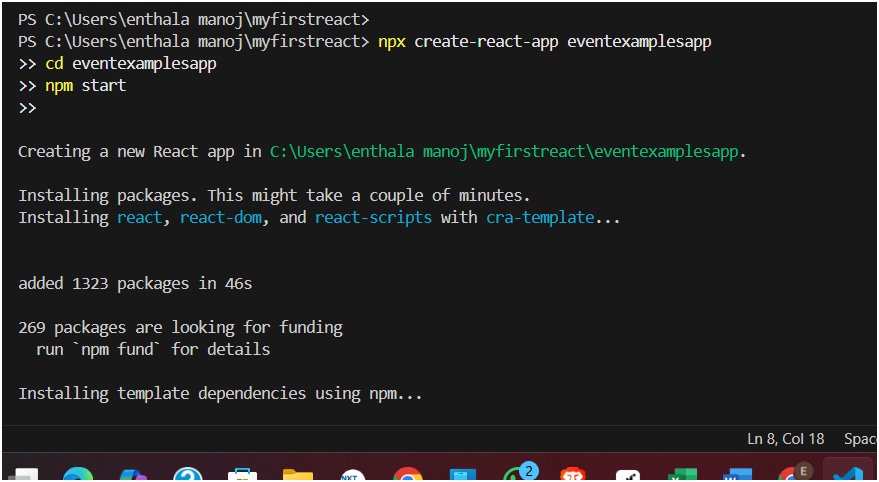 PS C:\Users\enthala manoj\myfirstreact>
PS C:\Users\enthala manoj\myfirstreact> npx create-react-app eventexamplesapp
>> cd eventexamplesapp
>> npm start
>>
Creating a new React app in C:\Users\enthala manoj\myfirstreact\eventexamplesapp.
Installing packages. This might take a couple of minutes.
Installing react, react-dom, and react-scripts with cra-template...
added 1323 packages in 46s
269 packages are looking for funding
run `npm fund` for details
Installing template dependencies using npm...
Ln 8, Col 18 Spac
NXT 2 E